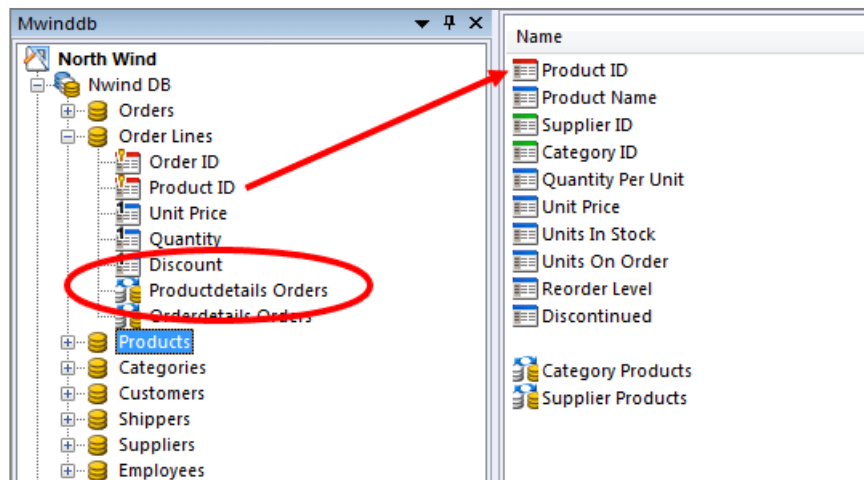 Mwinddb
North Wind
Nwind DB
Orders
Order Lines
Order ID
Product ID
Unit Price
Quantity
Discount
Productdetails Orders
Orderdetails Orders
Products
Categories
Customers
Shippers
Suppliers
Employees
Name
Product ID
Product Name
Supplier ID
Category ID
Quantity Per Unit
Unit Price
Units In Stock
Units On Order
Reorder Level
Discontinued
Category Products
Supplier Products